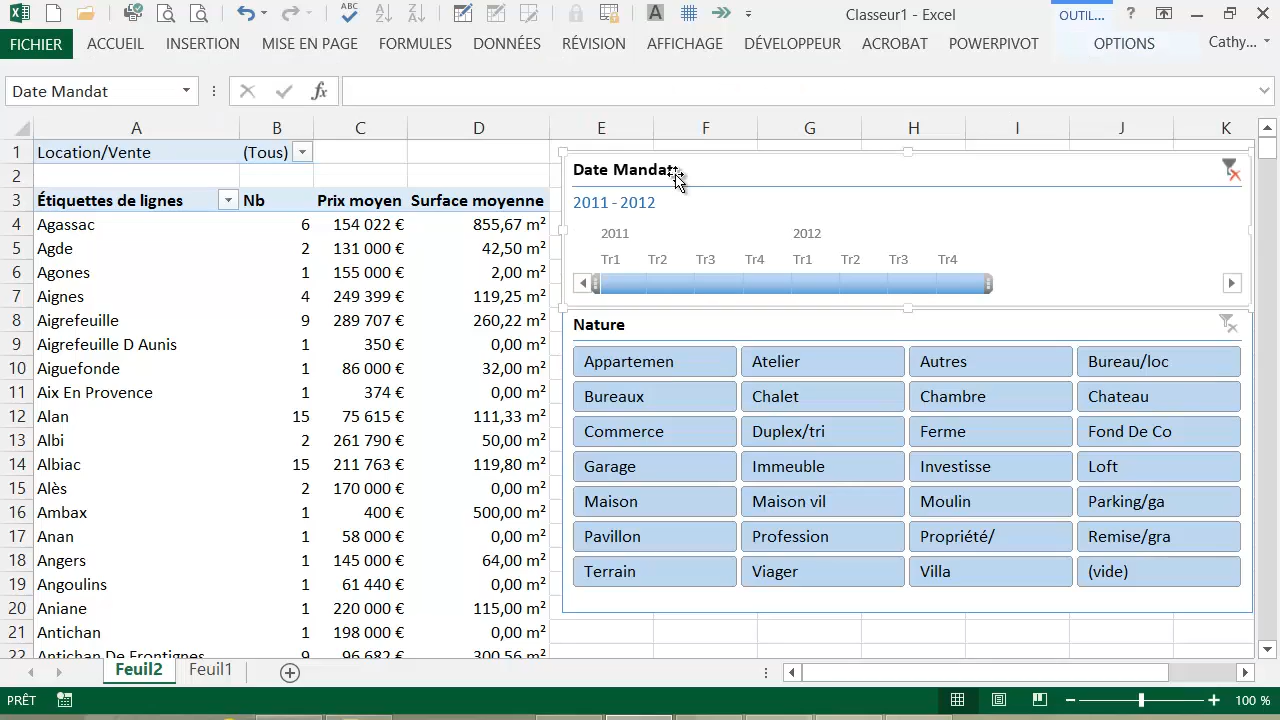 Classeur1 - Excel
OUTIL...
?
FICHIER ACCUEIL INSERTION MISE EN PAGE FORMULES DONNÉES RÉVISION AFFICHAGE DÉVELOPPEUR ACROBAT POWERPIVOT OPTIONS Cathy...
Date Mandat
fx
A B C D E F G H I J K
1 Location/Vente (Tous)
2
3 Étiquettes de lignes Nb Prix moyen Surface moyenne
4 Agassac 6 154 022 € 855,67 m²
5 Agde 2 131 000 € 42,50 m²
6 Agones 1 155 000 € 2,00 m²
7 Aignes 4 249 399 € 119,25 m²
8 Aigrefeuille 9 289 707 € 260,22 m²
9 Aigrefeuille D Aunis 1 350 € 0,00 m²
10 Aiguefonde 1 86 000 € 32,00 m²
11 Aix En Provence 1 374 € 0,00 m²
12 Alan 15 75 615 € 111,33 m²
13 Albi 2 261 790 € 50,00 m²
14 Albiac 15 211 763 € 119,80 m²
15 Alès 2 170 000 € 0,00 m²
16 Ambax 1 400 € 500,00 m²
17 Anan 1 58 000 € 0,00 m²
18 Angers 1 145 000 € 64,00 m²
19 Angoulins 1 61 440 € 0,00 m²
20 Aniane 1 220 000 € 115,00 m²
21 Antichan 1 198 000 € 0,00 m²
22 Antichan De Frontignes 9 96 682 € 300,56 m²
Date Mandat
2011 - 2012
2011 2012
Tr1 Tr2 Tr3 Tr4 Tr1 Tr2 Tr3 Tr4
Nature
Appartemen Atelier Autres Bureau/loc
Bureaux Chalet Chambre Chateau
Commerce Duplex/tri Ferme Fond De Co
Garage Immeuble Investisse Loft
Maison Maison vil Moulin Parking/ga
Pavillon Profession Propriété/ Remise/gra
Terrain Viager Villa (vide)
Feuil2 Feuil1
PRÊT
100 %